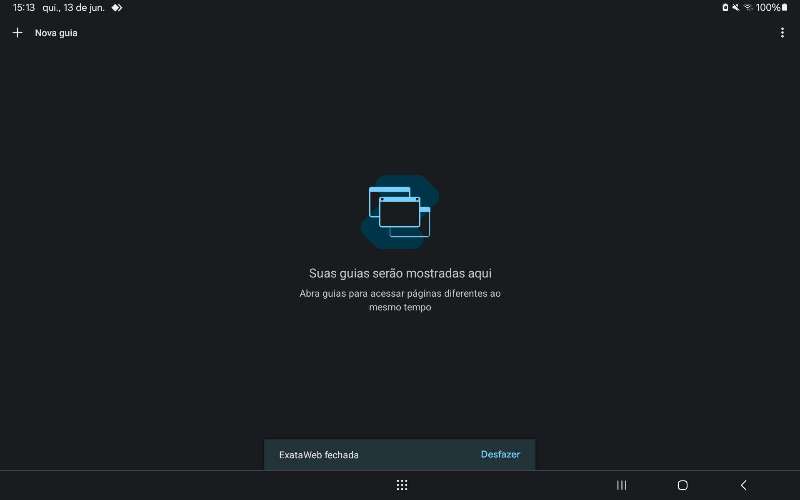 15:13 qui., 13 de jun.
100%
Nova guia
Suas guias serão mostradas aqui
Abra guias para acessar páginas diferentes ao
mesmo tempo
ExataWeb fechada
Desfazer